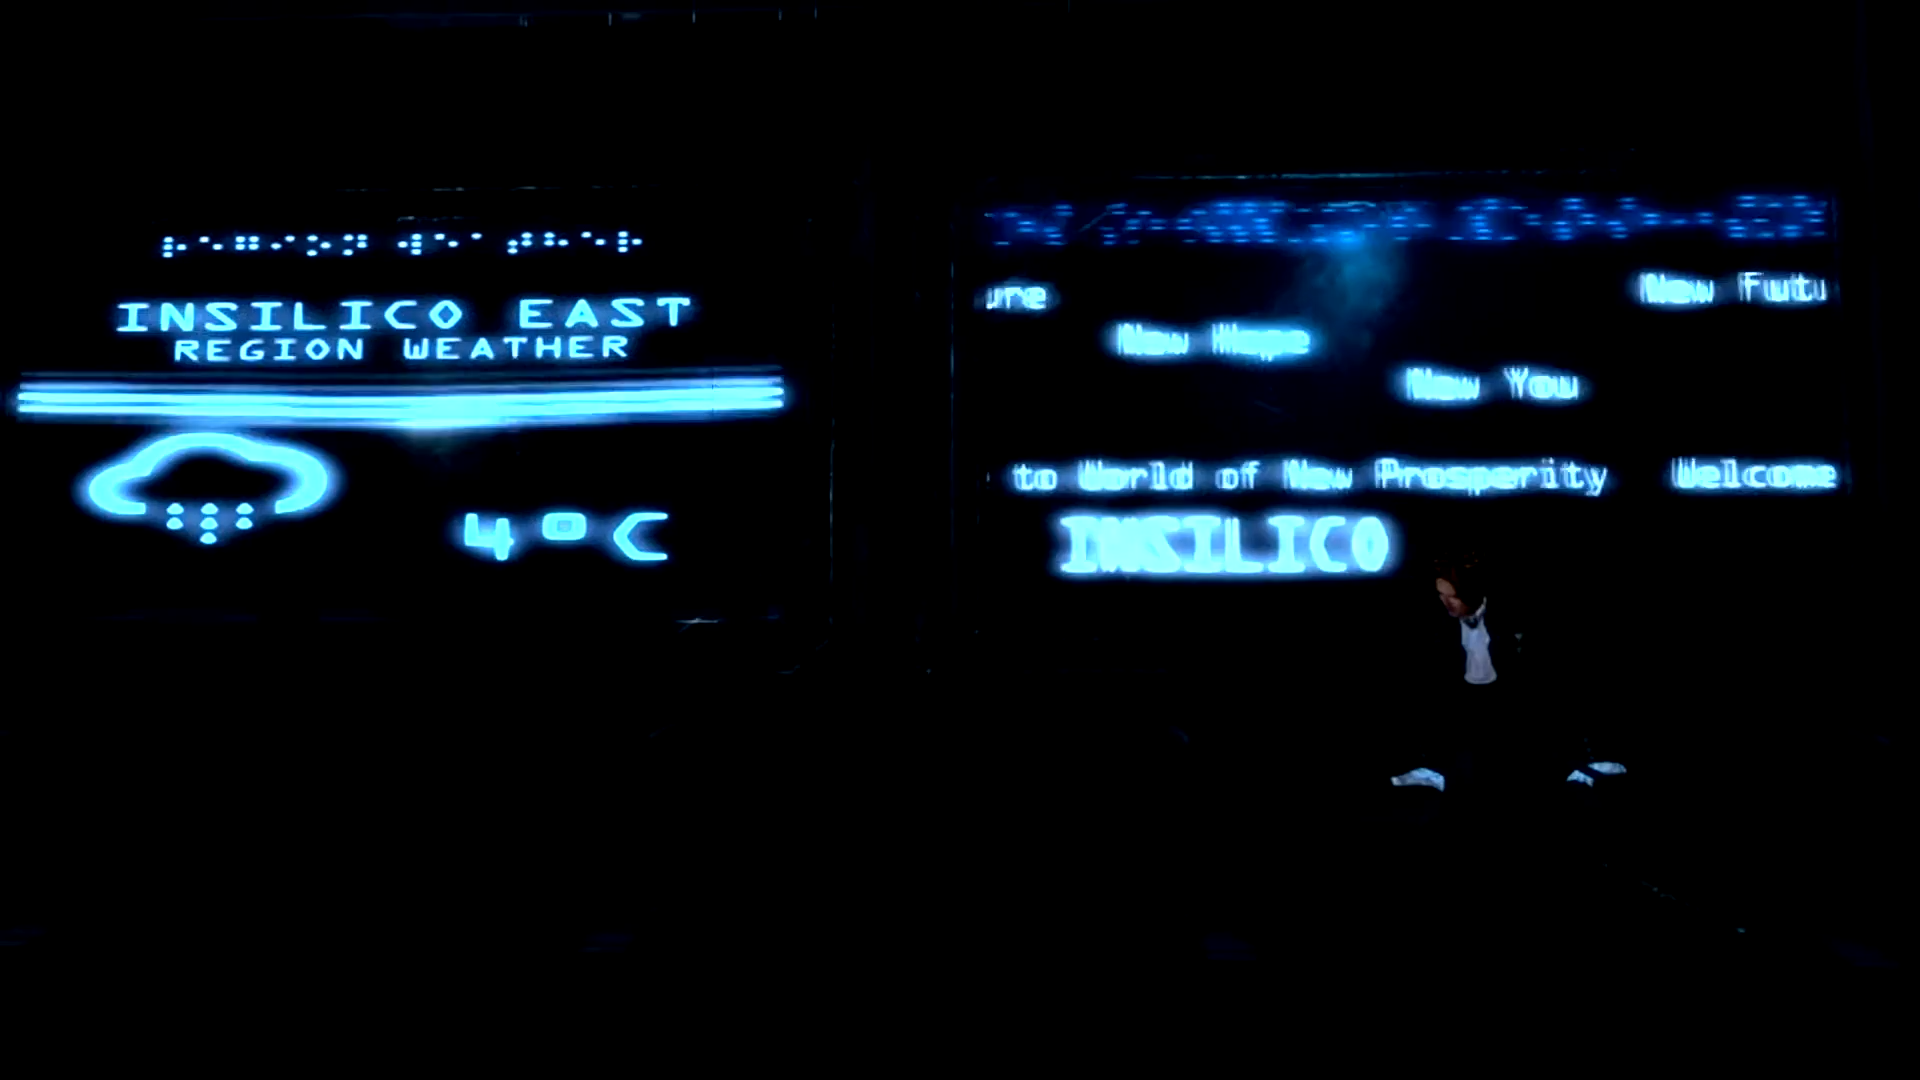 INSILICO EAST
REGION WEATHER
4°C
ure
New Futu
New Hope
New You
to World of New Prosperity
Welcome
INSILICO